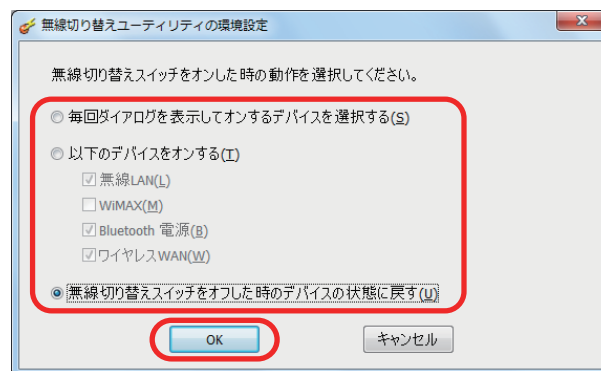 無線切り替えユーティリティの環境設定
無線切り替えスイッチをオンした時の動作を選択してください。
毎回ダイアログを表示してオンするデバイスを選択する(S)
以下のデバイスをオンする(T)
無線LAN(L)
WiMAX(M)
Bluetooth 電源(B)
ワイヤレスWAN(W)
無線切り替えスイッチをオフした時のデバイスの状態に戻す(U)
OK キャンセル